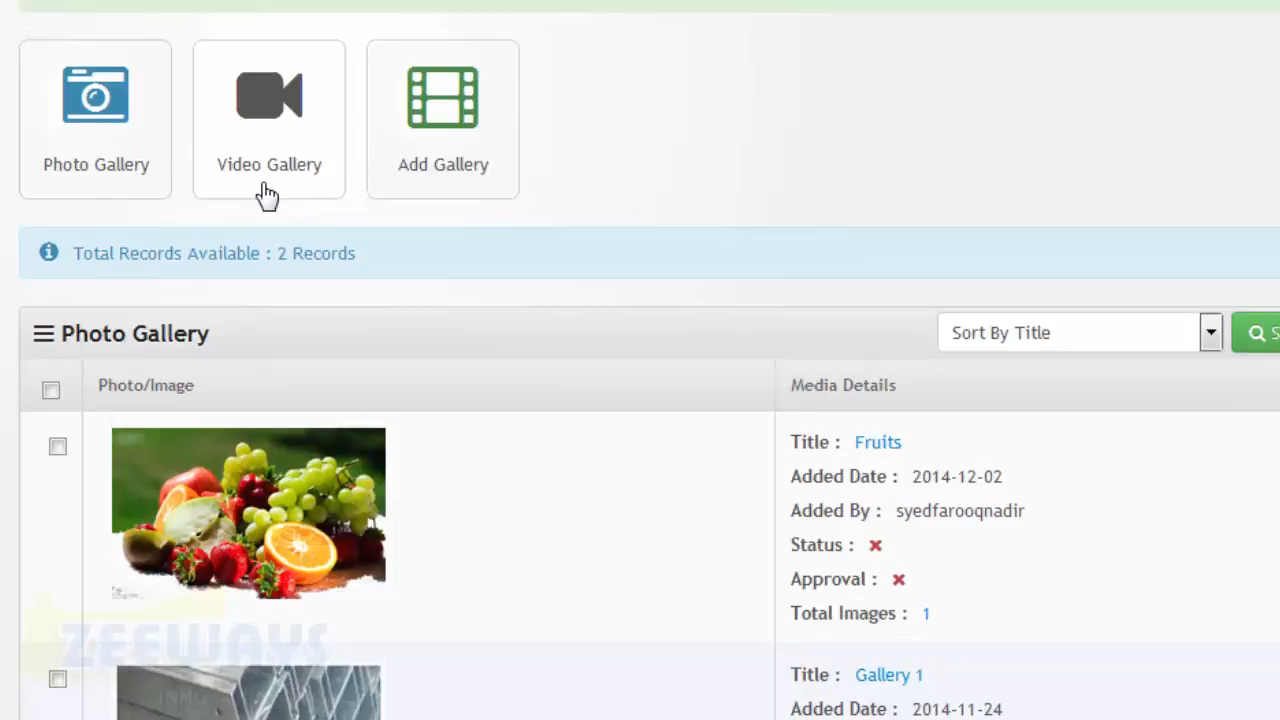 Photo Gallery
Video Gallery
Add Gallery
Total Records Available : 2 Records
Photo Gallery
Sort By Title
S
Photo/Image
Media Details
Title : Fruits
Added Date : 2014-12-02
Added By : syedfarooqnadir
Status :
Approval :
Total Images : 1
ZEEWAYS
Title : Gallery 1
Added Date : 2014-11-24